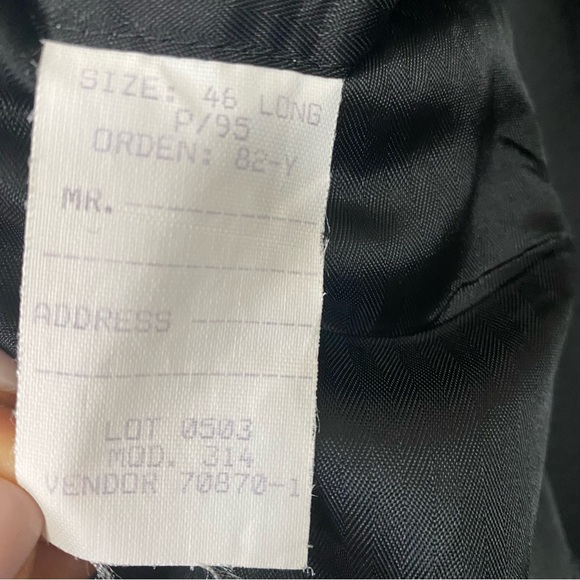 SIZE: 46 LONG
P/95
ORDEN: 82-Y
MR.
ADDRESS
LOT 0503
MOD. 314
VENDOR 70870-1